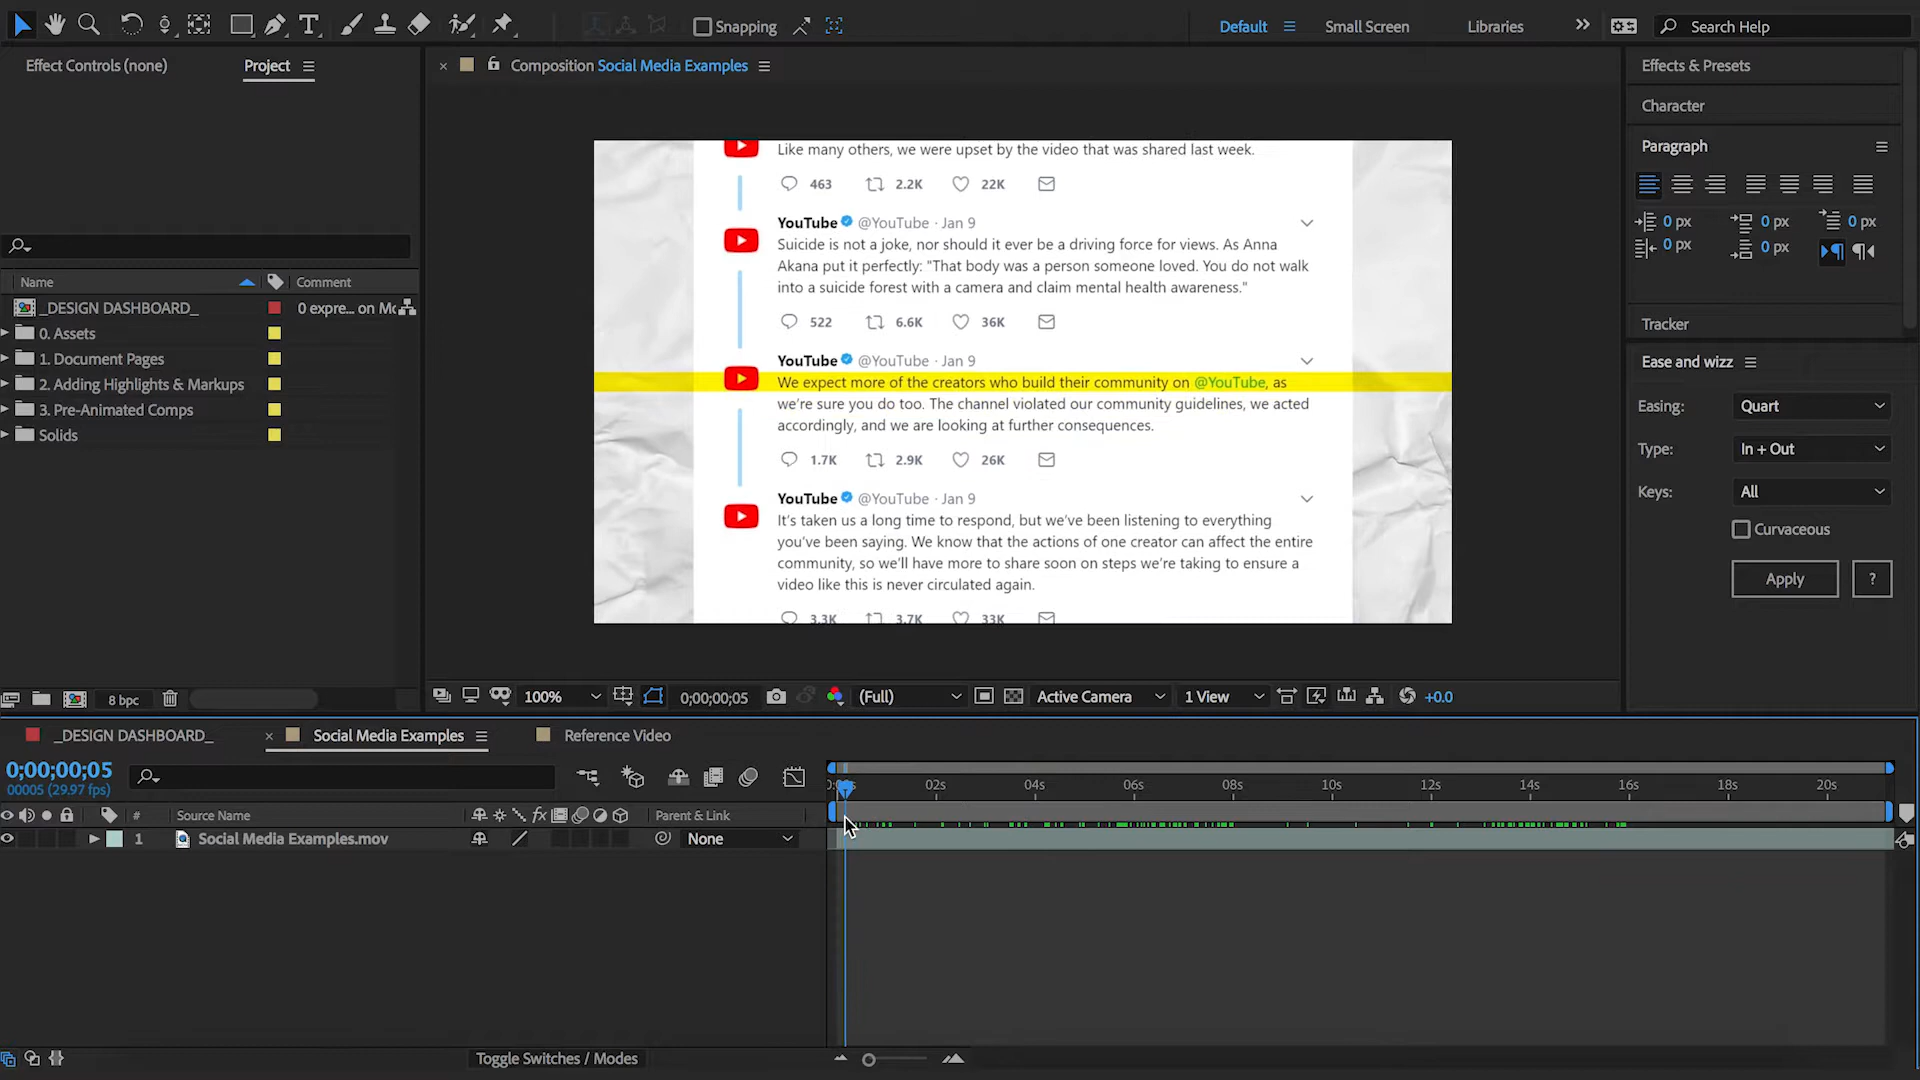 Snapping
Default
Small Screen
Libraries
Search Help
Effect Controls (none)
Project
Composition Social Media Examples
Effects & Presets
Character
Paragraph
0 px
0 px
0 px
0 px
0 px
Tracker
Ease and wizz
Easing:
Quart
Type:
In + Out
Keys:
All
Curvaceous
Apply
?
Name
Comment
_DESIGN DASHBOARD_
0 expre... on Mc
0. Assets
1. Document Pages
2. Adding Highlights & Markups
3. Pre-Animated Comps
Solids
Like many others, we were upset by the video that was shared last week.
463 2.2K 22K
YouTube @YouTube · Jan 9
Suicide is not a joke, nor should it ever be a driving force for views. As Anna
Akana put it perfectly: "That body was a person someone loved. You do not walk
into a suicide forest with a camera and claim mental health awareness."
522 6.6K 36K
YouTube @YouTube · Jan 9
We expect more of the creators who build their community on @YouTube, as
we're sure you do too. The channel violated our community guidelines, we acted
accordingly, and we are looking at further consequences.
1.7K 2.9K 26K
YouTube @YouTube · Jan 9
It's taken us a long time to respond, but we've been listening to everything
you've been saying. We know that the actions of one creator can affect the entire
community, so we'll have more to share soon on steps we're taking to ensure a
video like this is never circulated again.
3.3K 3.7K 33K
8 bpc
100%
0;00;00;05
(Full)
Active Camera
1 View
+0.0
_DESIGN DASHBOARD_
Social Media Examples
Reference Video
0;00;00;05
00005 (29.97 fps)
02s 04s 06s 08s 10s 12s 14s 16s 18s 20s
# Source Name
fx
Parent & Link
1 Social Media Examples.mov
None
Toggle Switches / Modes